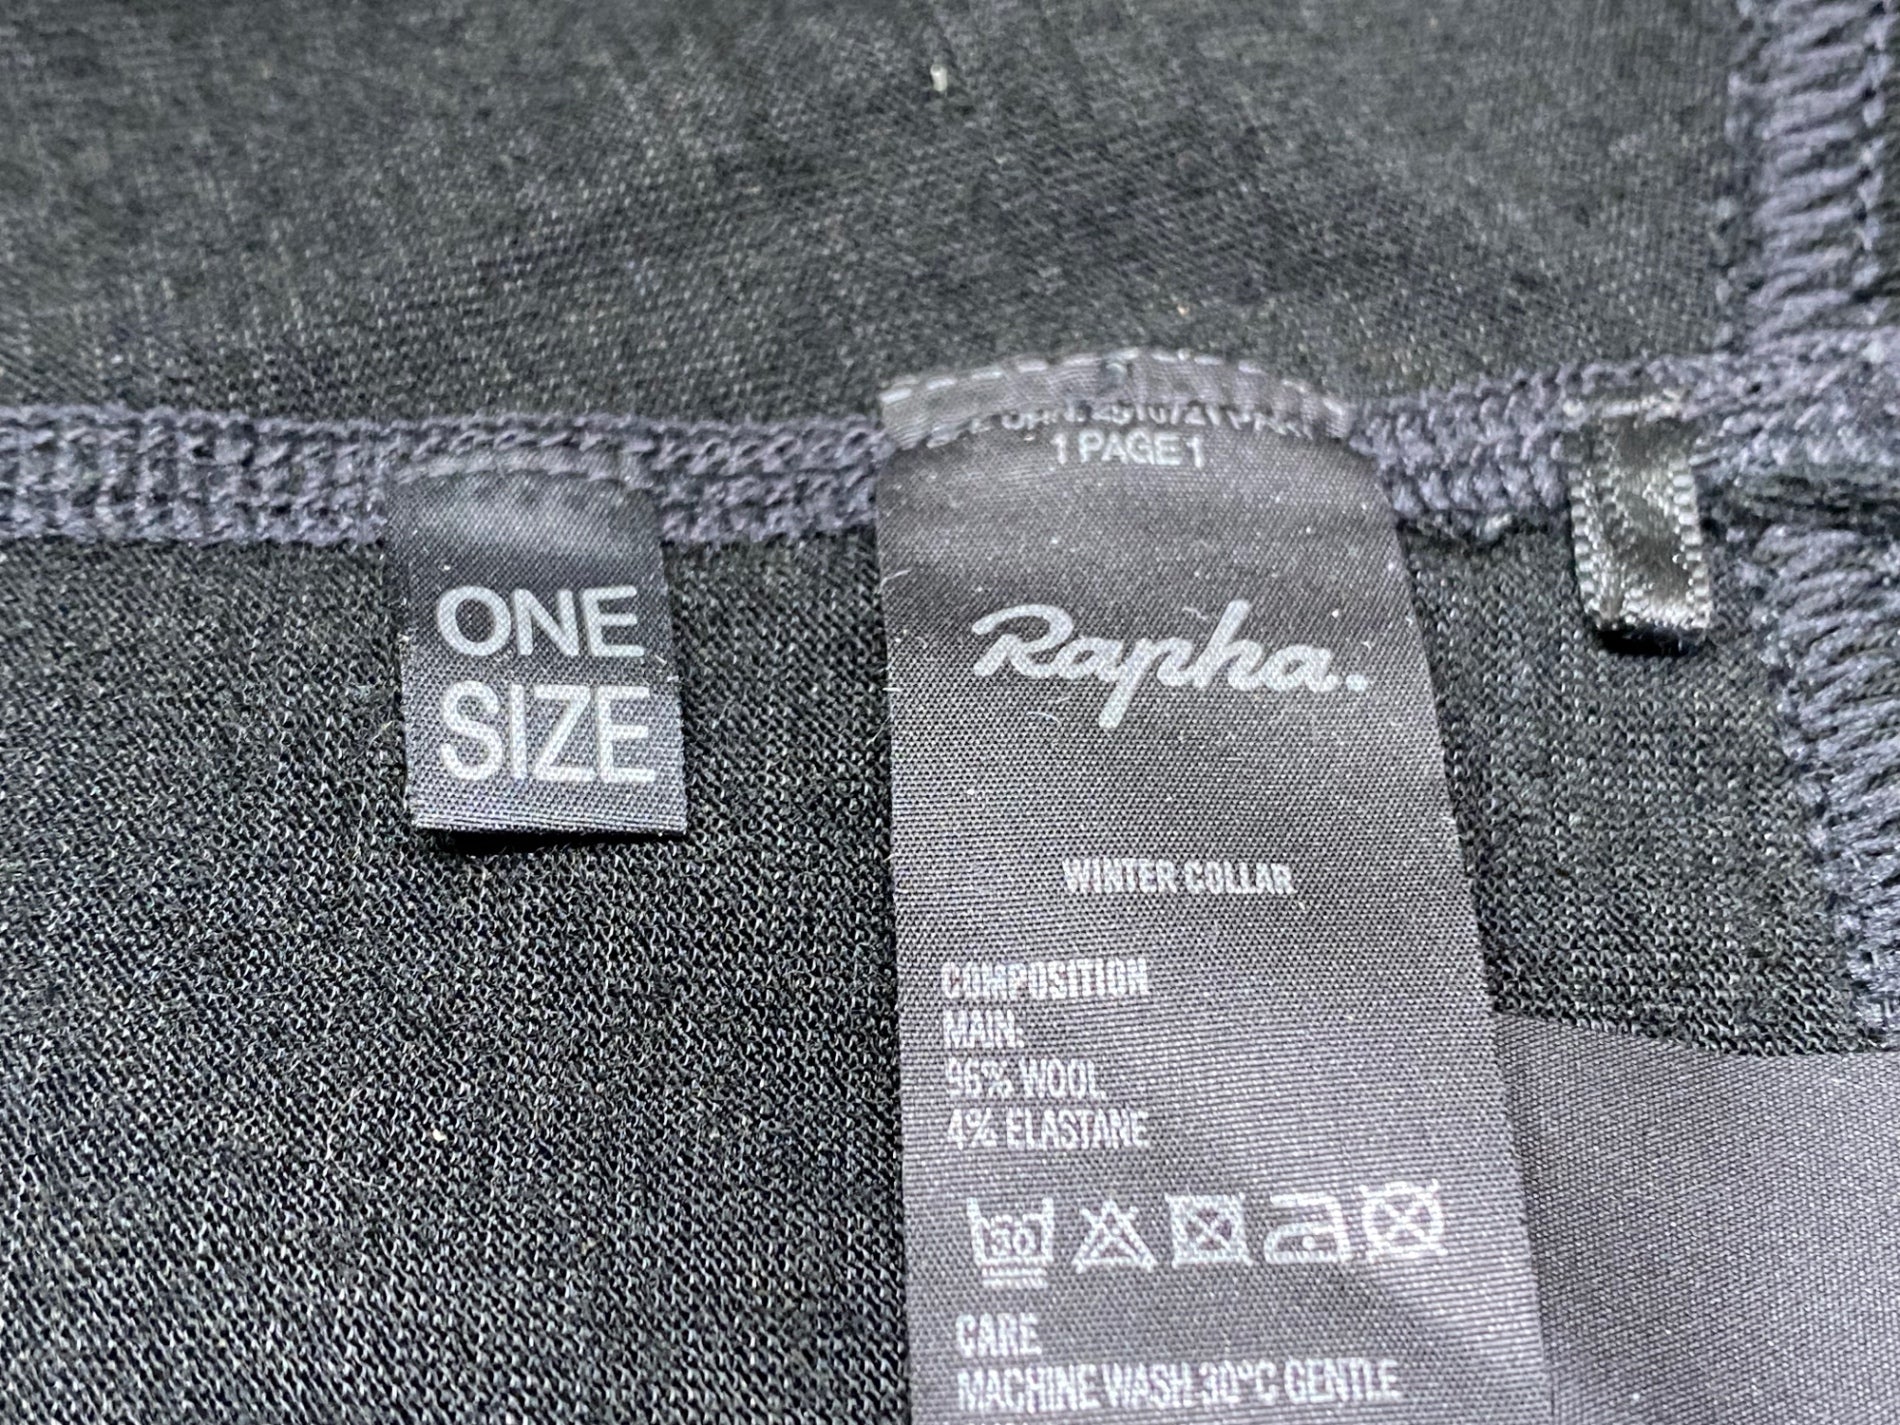 1 PAGE 1
ONE
SIZE
Rapha.
WINTER COLLAR
COMPOSITION
MAIN:
96% WOOL
4% ELASTANE
30
CARE
MACHINE WASH 30°C GENTLE